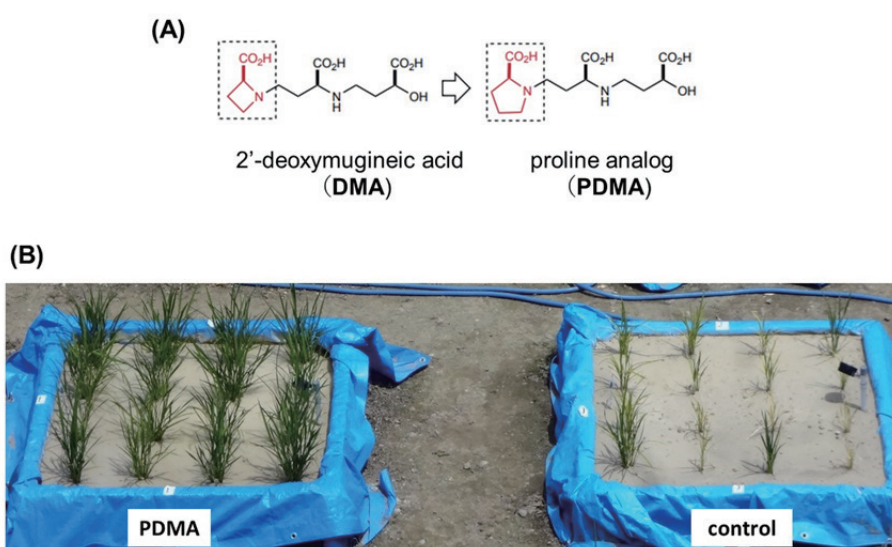 (A)
CO₂H CO₂H CO₂H CO₂H CO₂H CO₂H
N N H OH N N H OH
2’-deoxymugineic acid proline analog
(DMA) (PDMA)
(B)
PDMA control